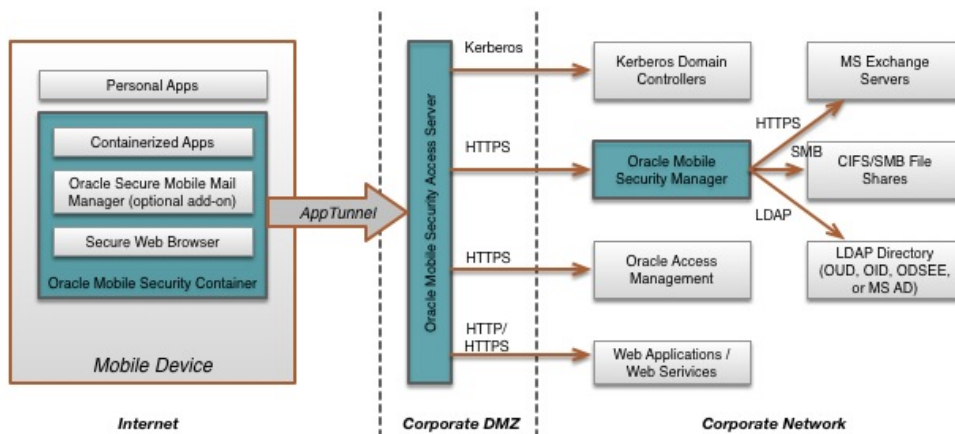 Personal Apps
Containerized Apps
Oracle Secure Mobile Mail
Manager (optional add-on)
Secure Web Browser
Oracle Mobile Security Container
Mobile Device
AppTunnel
Oracle Mobile Security Access Server
Kerberos
HTTPS
HTTPS
HTTP/
HTTPS
Kerberos Domain
Controllers
Oracle Mobile
Security Manager
Oracle Access
Management
Web Applications /
Web Serivices
HTTPS
SMB
LDAP
MS Exchange
Servers
CIFS/SMB File
Shares
LDAP Directory
(OUD, OID, ODSEE,
or MS AD)
Internet
Corporate DMZ
Corporate Network